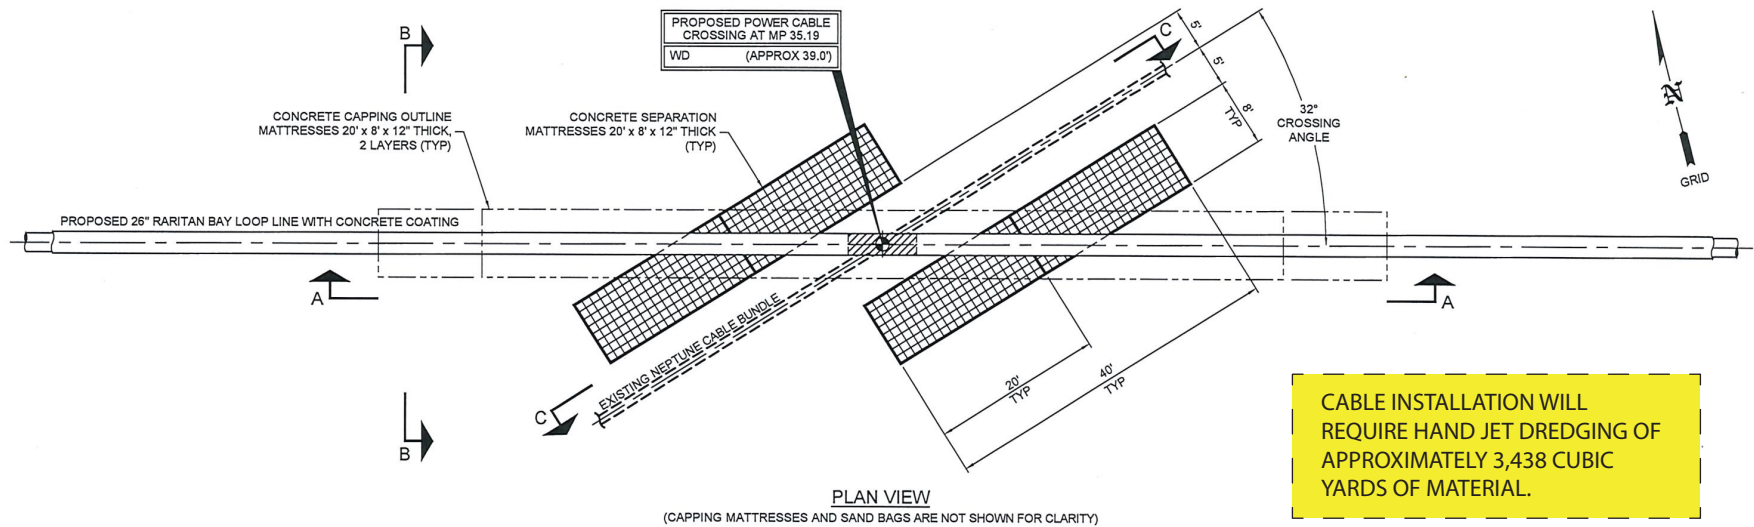 PROPOSED POWER CABLE
CROSSING AT MP 35.19
WD (APPROX 39.0')
B
C
5'
5'
8'
TYP
32°
CROSSING
ANGLE
N
GRID
CONCRETE CAPPING OUTLINE
MATTRESSES 20' x 8' x 12" THICK,
2 LAYERS (TYP)
CONCRETE SEPARATION
MATTRESSES 20' x 8' x 12" THICK
(TYP)
PROPOSED 26" RARITAN BAY LOOP LINE WITH CONCRETE COATING
A
A
EXISTING NEPTUNE CABLE BUNDLE
20'
TYP
40'
TYP
C
B
CABLE INSTALLATION WILL
REQUIRE HAND JET DREDGING OF
APPROXIMATELY 3,438 CUBIC
YARDS OF MATERIAL.
PLAN VIEW
(CAPPING MATTRESSES AND SAND BAGS ARE NOT SHOWN FOR CLARITY)